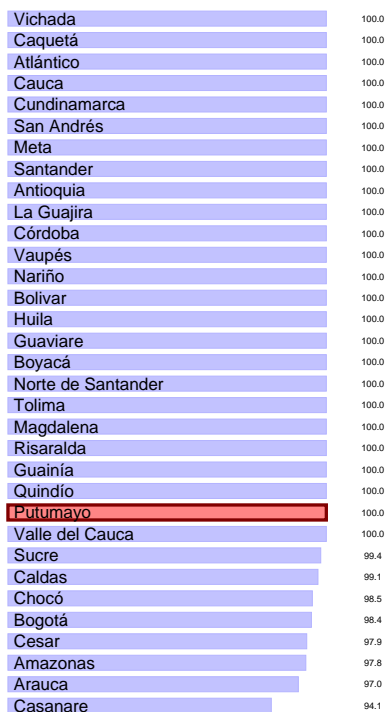 Vichada 100.0
Caquetá 100.0
Atlántico 100.0
Cauca 100.0
Cundinamarca 100.0
San Andrés 100.0
Meta 100.0
Santander 100.0
Antioquia 100.0
La Guajira 100.0
Córdoba 100.0
Vaupés 100.0
Nariño 100.0
Bolivar 100.0
Huila 100.0
Guaviare 100.0
Boyacá 100.0
Norte de Santander 100.0
Tolima 100.0
Magdalena 100.0
Risaralda 100.0
Guainía 100.0
Quindío 100.0
Putumayo 100.0
Valle del Cauca 100.0
Sucre 99.4
Caldas 99.1
Chocó 98.5
Bogotá 98.4
Cesar 97.9
Amazonas 97.8
Arauca 97.0
Casanare 94.1